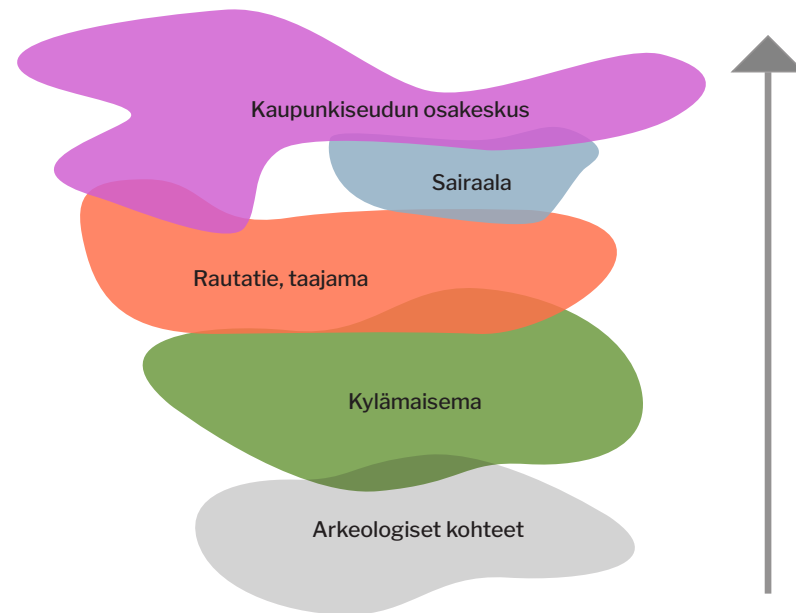 Kaupunkiseudun osakeskus
Sairaala
Rautatie, taajama
Kylämaisema
Arkeologiset kohteet